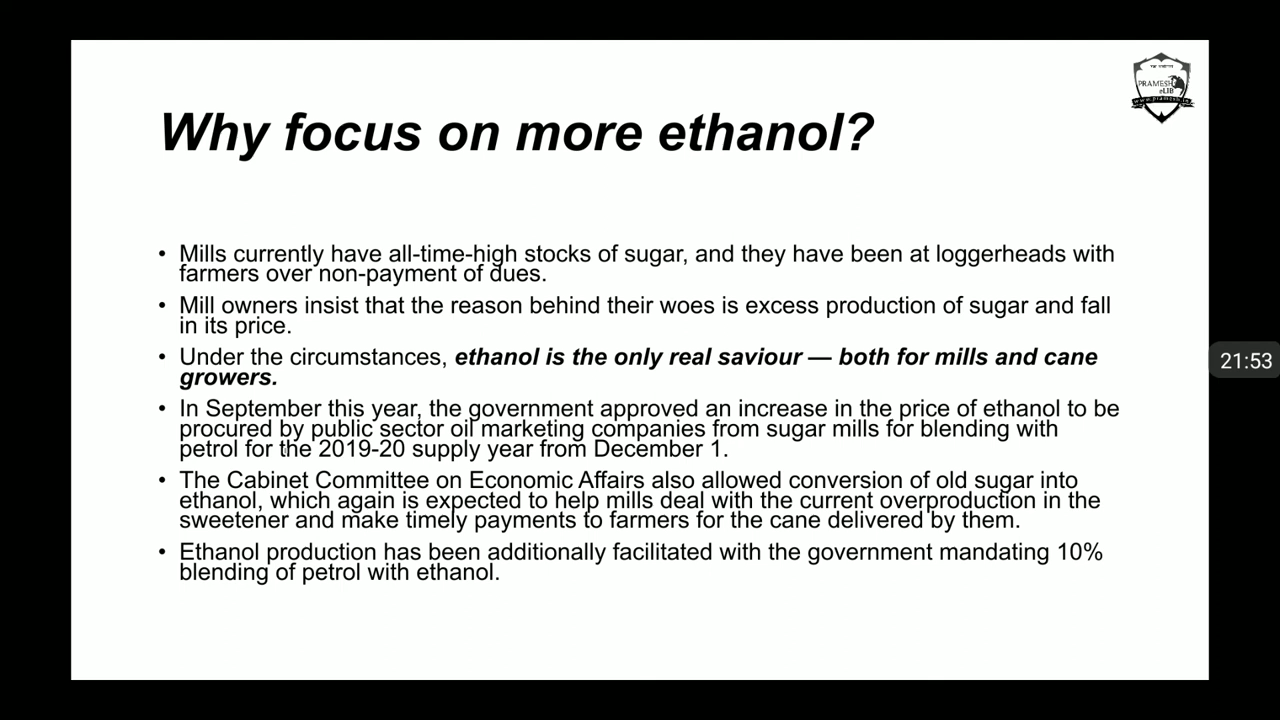 PRAMESH
eLIB
Why focus on more ethanol?
• Mills currently have all-time-high stocks of sugar, and they have been at loggerheads with
farmers over non-payment of dues.
• Mill owners insist that the reason behind their woes is excess production of sugar and fall
in its price.
• Under the circumstances, ethanol is the only real saviour — both for mills and cane
growers.
• In September this year, the government approved an increase in the price of ethanol to be
procured by public sector oil marketing companies from sugar mills for blending with
petrol for the 2019-20 supply year from December 1.
• The Cabinet Committee on Economic Affairs also allowed conversion of old sugar into
ethanol, which again is expected to help mills deal with the current overproduction in the
sweetener and make timely payments to farmers for the cane delivered by them.
• Ethanol production has been additionally facilitated with the government mandating 10%
blending of petrol with ethanol.
21:53